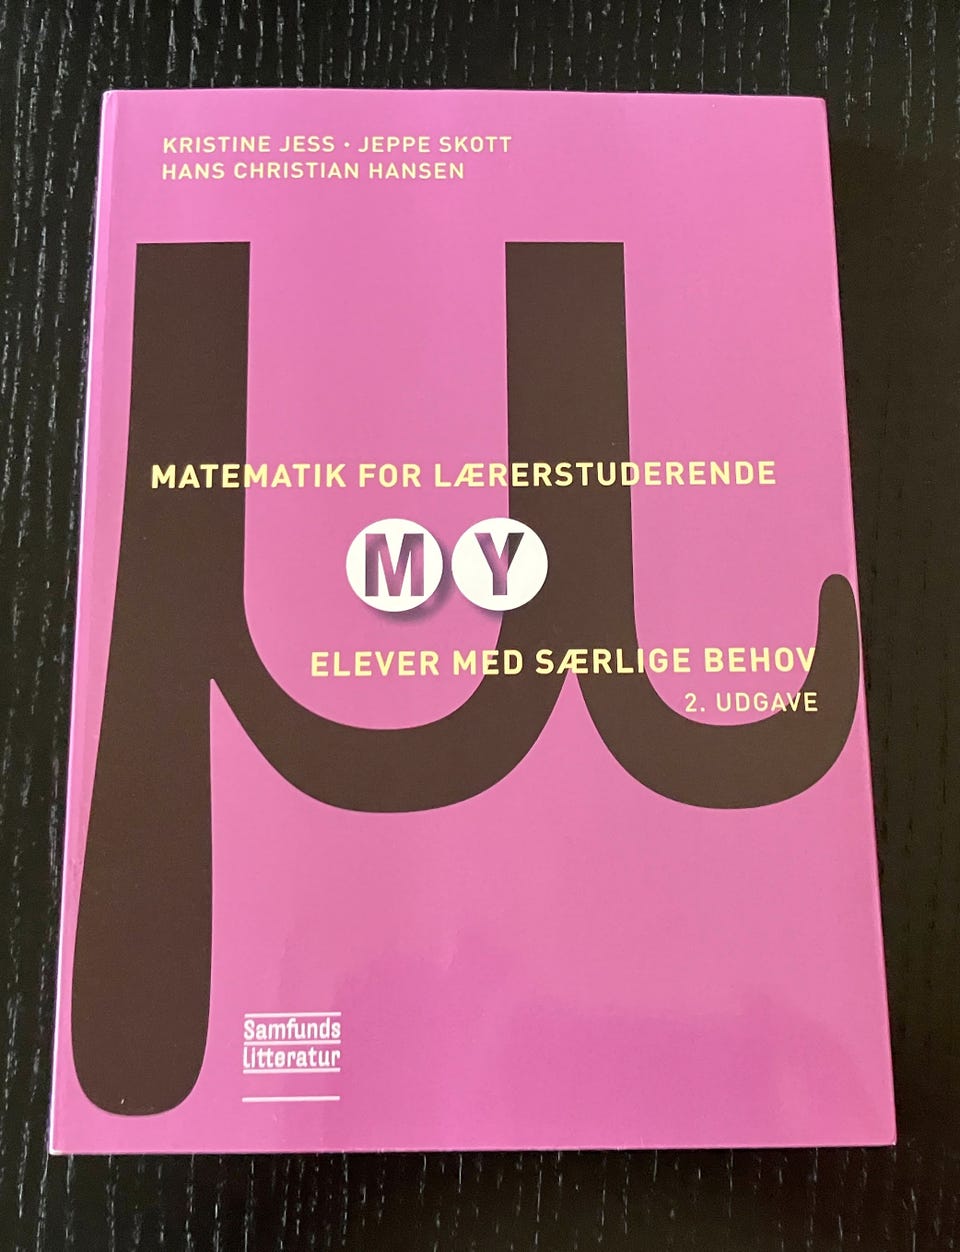 KRISTINE JESS · JEPPE SKOTT
HANS CHRISTIAN HANSEN
µ
MATEMATIK FOR LÆRERSTUDERENDE
MY
ELEVER MED SÆRLIGE BEHOV
2. UDGAVE
Samfunds
litteratur